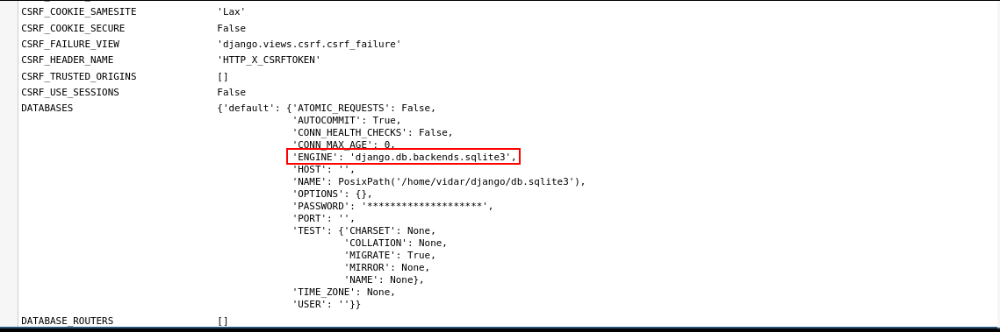 CSRF_COOKIE_SAMESITE 'Lax'
CSRF_COOKIE_SECURE False
CSRF_FAILURE_VIEW 'django.views.csrf.csrf_failure'
CSRF_HEADER_NAME 'HTTP_X_CSRFTOKEN'
CSRF_TRUSTED_ORIGINS []
CSRF_USE_SESSIONS False
DATABASES {'default': {'ATOMIC_REQUESTS': False,
'AUTOCOMMIT': True,
'CONN_HEALTH_CHECKS': False,
'CONN_MAX_AGE': 0,
'ENGINE': 'django.db.backends.sqlite3',
'HOST': '',
'NAME': PosixPath('/home/vidar/django/db.sqlite3'),
'OPTIONS': {},
'PASSWORD': '********************',
'PORT': '',
'TEST': {'CHARSET': None,
'COLLATION': None,
'MIGRATE': True,
'MIRROR': None,
'NAME': None},
'TIME_ZONE': None,
'USER': ''}}
DATABASE_ROUTERS []